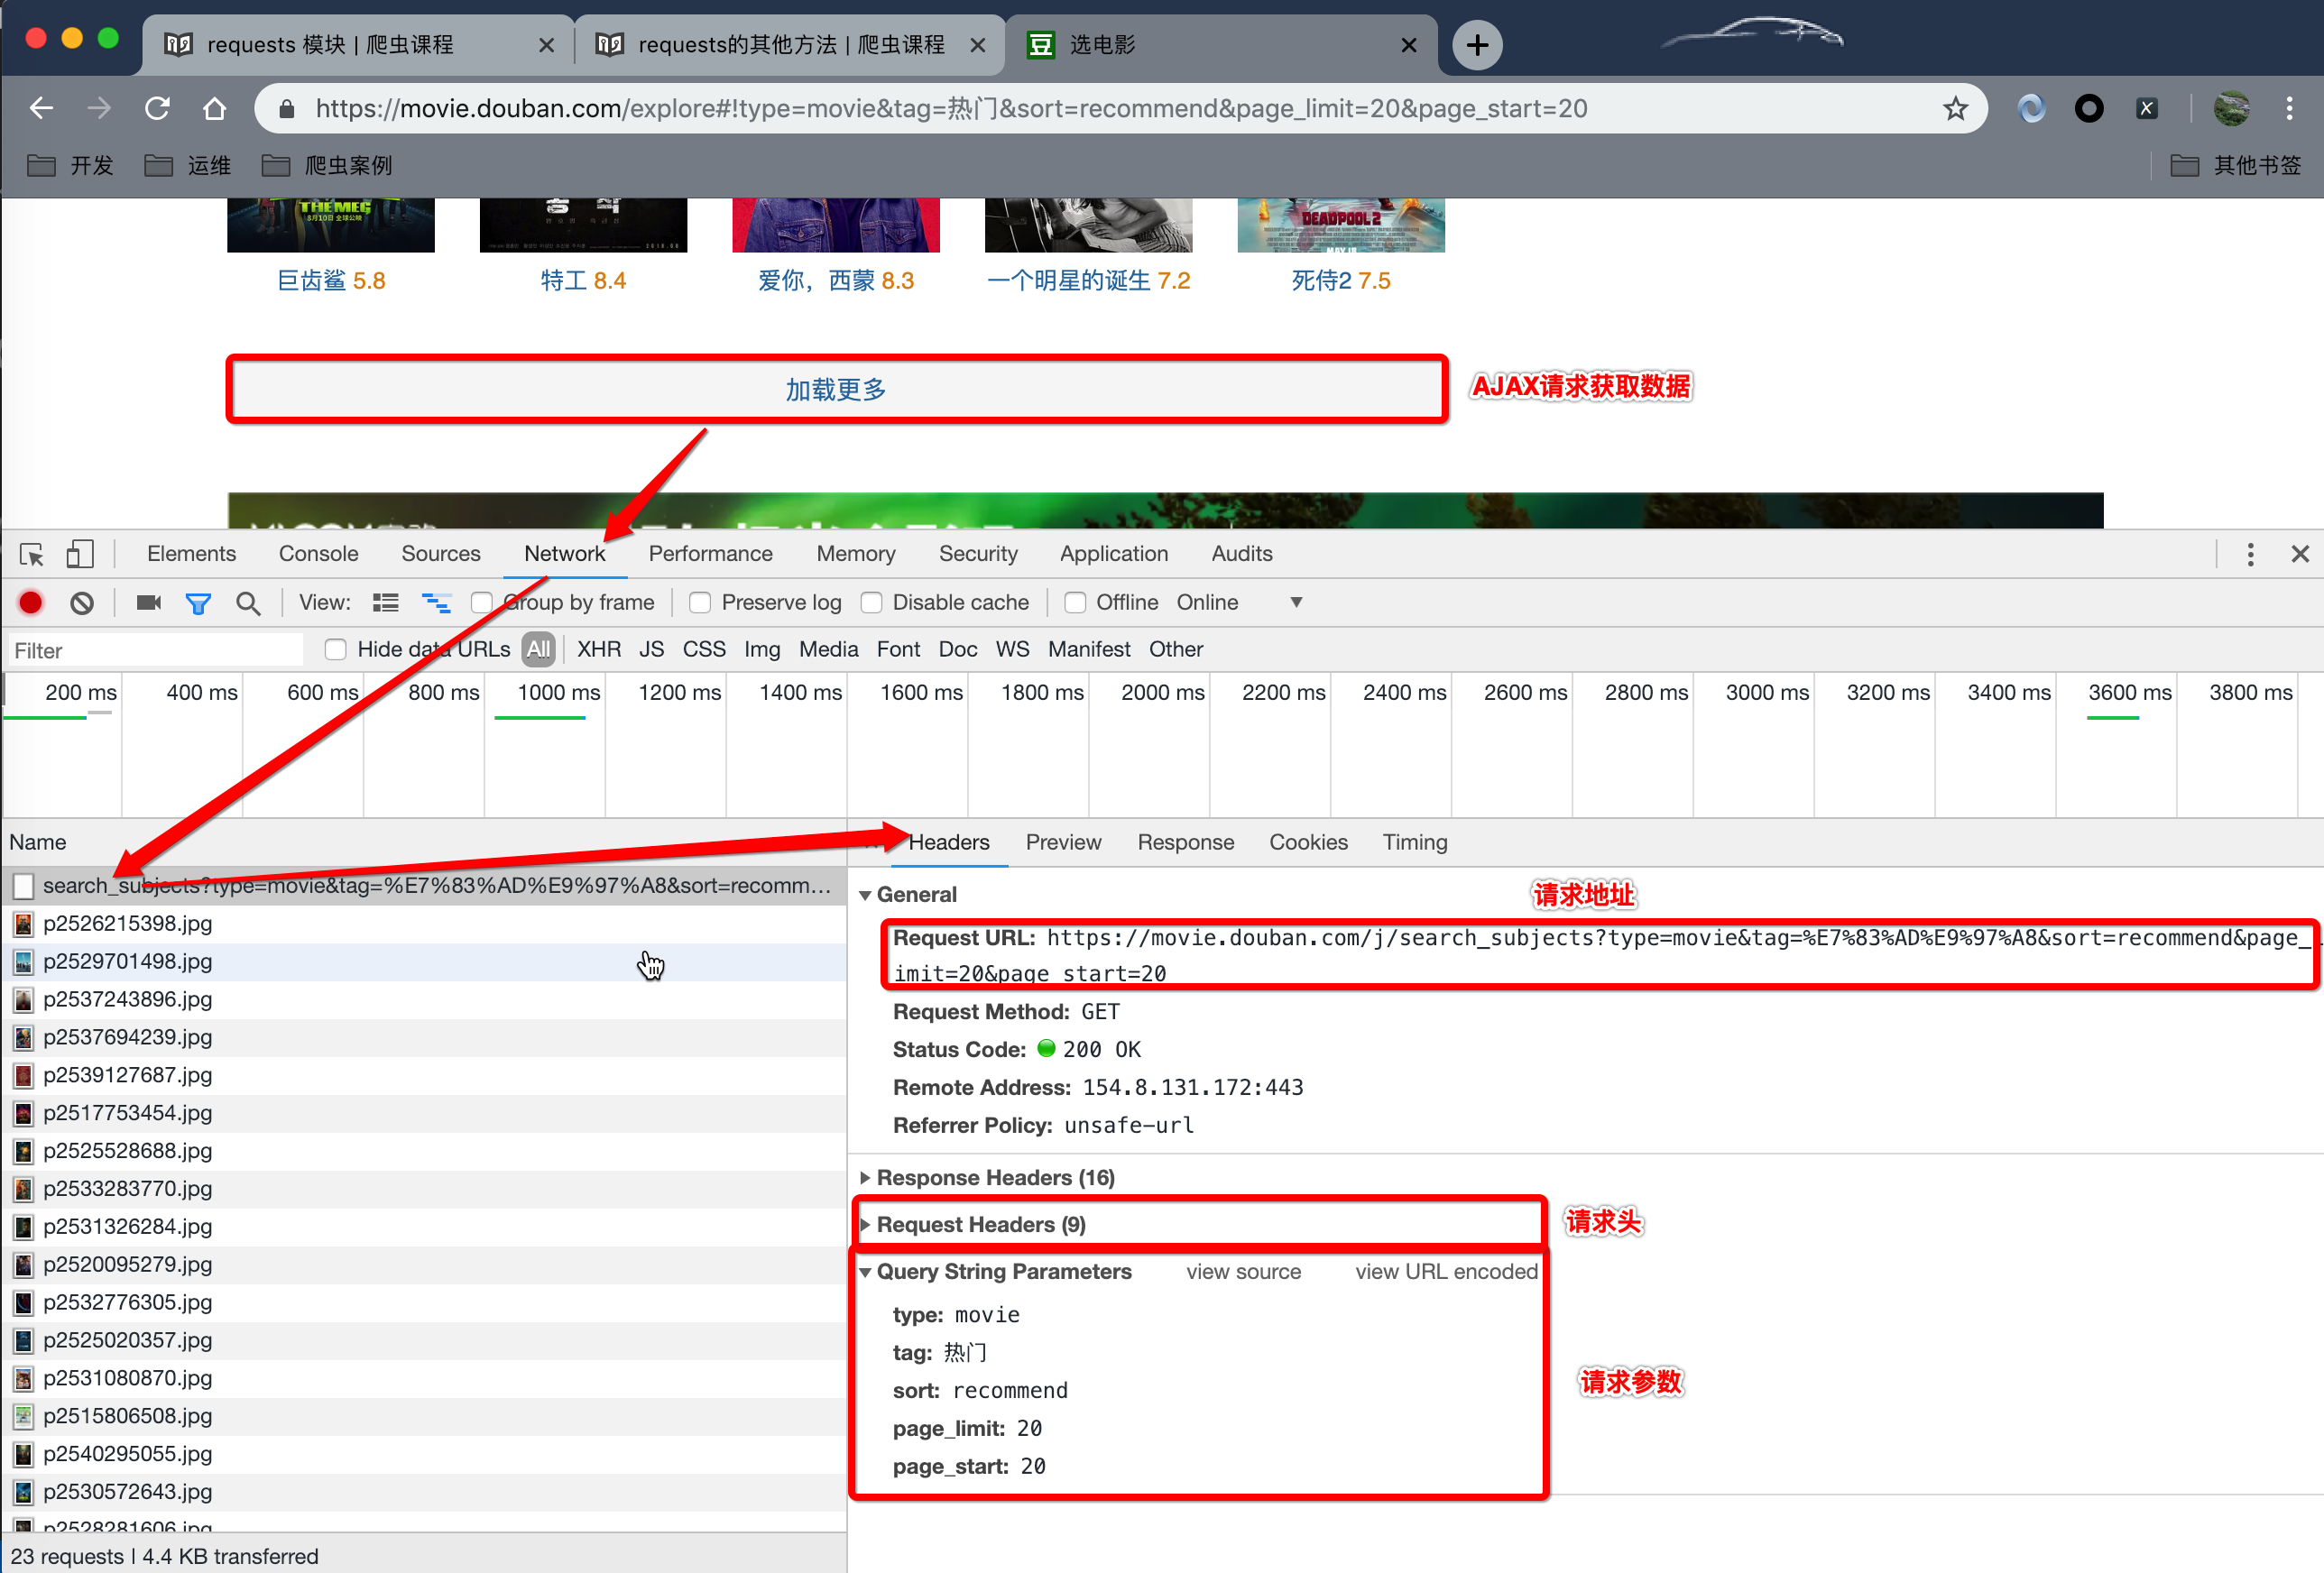 requests 模块 | 爬虫课程
requests的其他方法 | 爬虫课程
豆 选电影
https://movie.douban.com/explore#!type=movie&tag=热门&sort=recommend&page_limit=20&page_start=20
开发 运维 爬虫案例 其他书签
THE MEG
8月10日 全球公映
2018.08
DEADPOOL 2
MAY 18
巨齿鲨 5.8 特工 8.4 爱你，西蒙 8.3 一个明星的诞生 7.2 死侍2 7.5
加载更多
AJAX请求获取数据
Elements Console Sources Network Performance Memory Security Application Audits
View: Group by frame Preserve log Disable cache Offline Online
Filter Hide data URLs All XHR JS CSS Img Media Font Doc WS Manifest Other
200 ms 400 ms 600 ms 800 ms 1000 ms 1200 ms 1400 ms 1600 ms 1800 ms 2000 ms 2200 ms 2400 ms 2600 ms 2800 ms 3000 ms 3200 ms 3400 ms 3600 ms 3800 ms
Name
search_subjects?type=movie&tag=%E7%83%AD%E9%97%A8&sort=recomm…
p2526215398.jpg
p2529701498.jpg
p2537243896.jpg
p2537694239.jpg
p2539127687.jpg
p2517753454.jpg
p2525528688.jpg
p2533283770.jpg
p2531326284.jpg
p2520095279.jpg
p2532776305.jpg
p2525020357.jpg
p2531080870.jpg
p2515806508.jpg
p2540295055.jpg
p2530572643.jpg
p2528281606.jpg
23 requests | 4.4 KB transferred
Headers Preview Response Cookies Timing
General
请求地址
Request URL: https://movie.douban.com/j/search_subjects?type=movie&tag=%E7%83%AD%E9%97%A8&sort=recommend&page_
imit=20&page_start=20
Request Method: GET
Status Code: 200 OK
Remote Address: 154.8.131.172:443
Referrer Policy: unsafe-url
Response Headers (16)
Request Headers (9)
请求头
Query String Parameters view source view URL encoded
type: movie
tag: 热门
sort: recommend
page_limit: 20
page_start: 20
请求参数